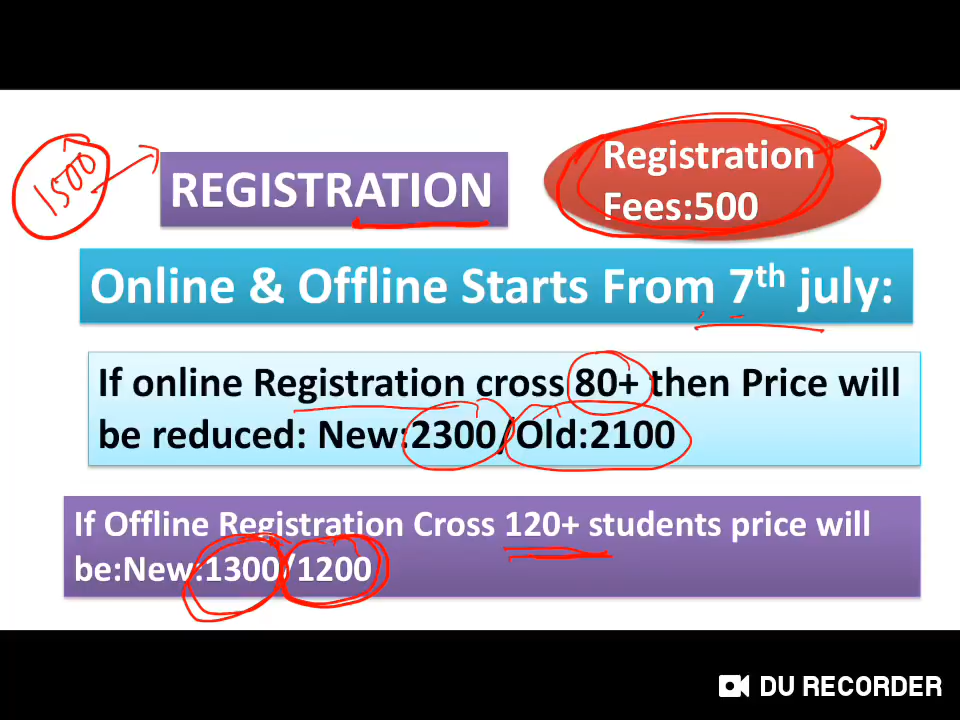 1500
REGISTRATION
Registration
Fees:500
Online & Offline Starts From 7th july:
If online Registration cross 80+ then Price will
be reduced: New:2300/Old:2100
If Offline Registration Cross 120+ students price will
be:New:1300/1200
DU RECORDER